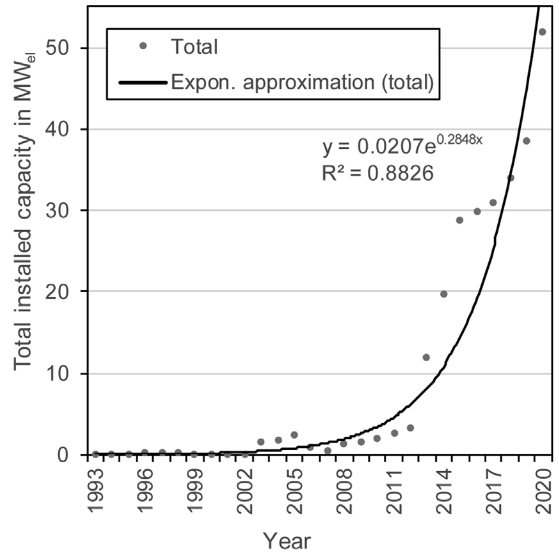 Total
Expon. approximation (total)
y = 0.0207e^0.2848x
R² = 0.8826
Total installed capacity in MWel
50
40
30
20
10
0
1993
1996
1999
2002
2005
2008
2011
2014
2017
2020
Year